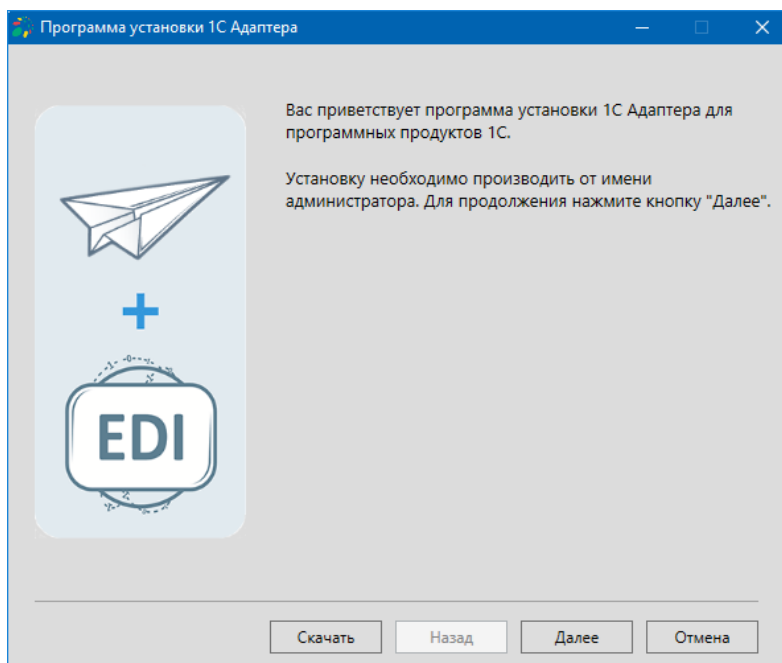 Программа установки 1С Адаптера
Вас приветствует программа установки 1С Адаптера для
программных продуктов 1С.
Установку необходимо производить от имени
администратора. Для продолжения нажмите кнопку "Далее".
EDI
Скачать
Назад
Далее
Отмена